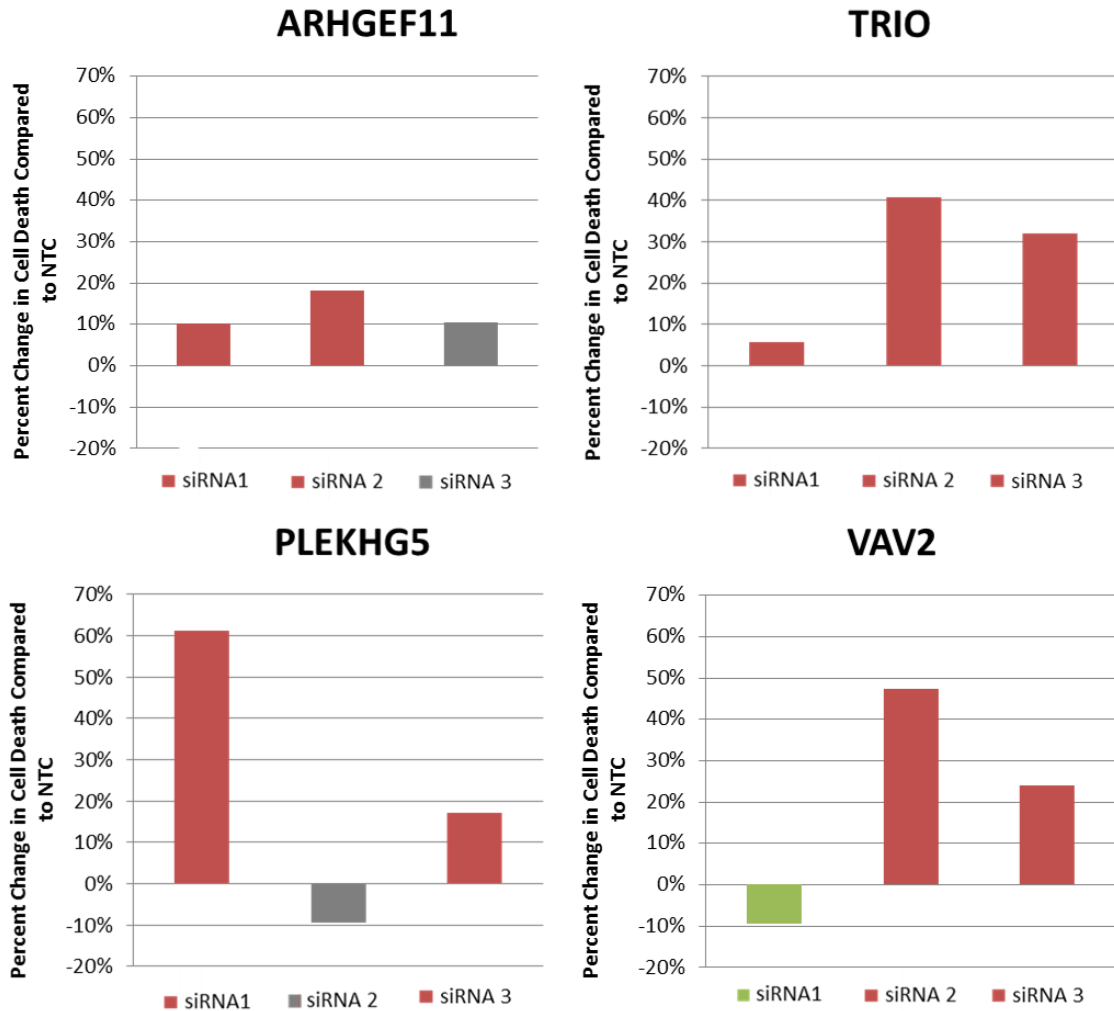 ARHGEF11
Percent Change in Cell Death Compared
to NTC
70%
60%
50%
40%
30%
20%
10%
0%
-10%
-20%
siRNA1 siRNA 2 siRNA 3
TRIO
Percent Change in Cell Death Compared
to NTC
70%
60%
50%
40%
30%
20%
10%
0%
-10%
-20%
siRNA1 siRNA 2 siRNA 3
PLEKHG5
Percent Change in Cell Death Compared
to NTC
70%
60%
50%
40%
30%
20%
10%
0%
-10%
-20%
siRNA1 siRNA 2 siRNA 3
VAV2
Percent Change in Cell Death Compared
to NTC
70%
60%
50%
40%
30%
20%
10%
0%
-10%
-20%
siRNA1 siRNA 2 siRNA 3